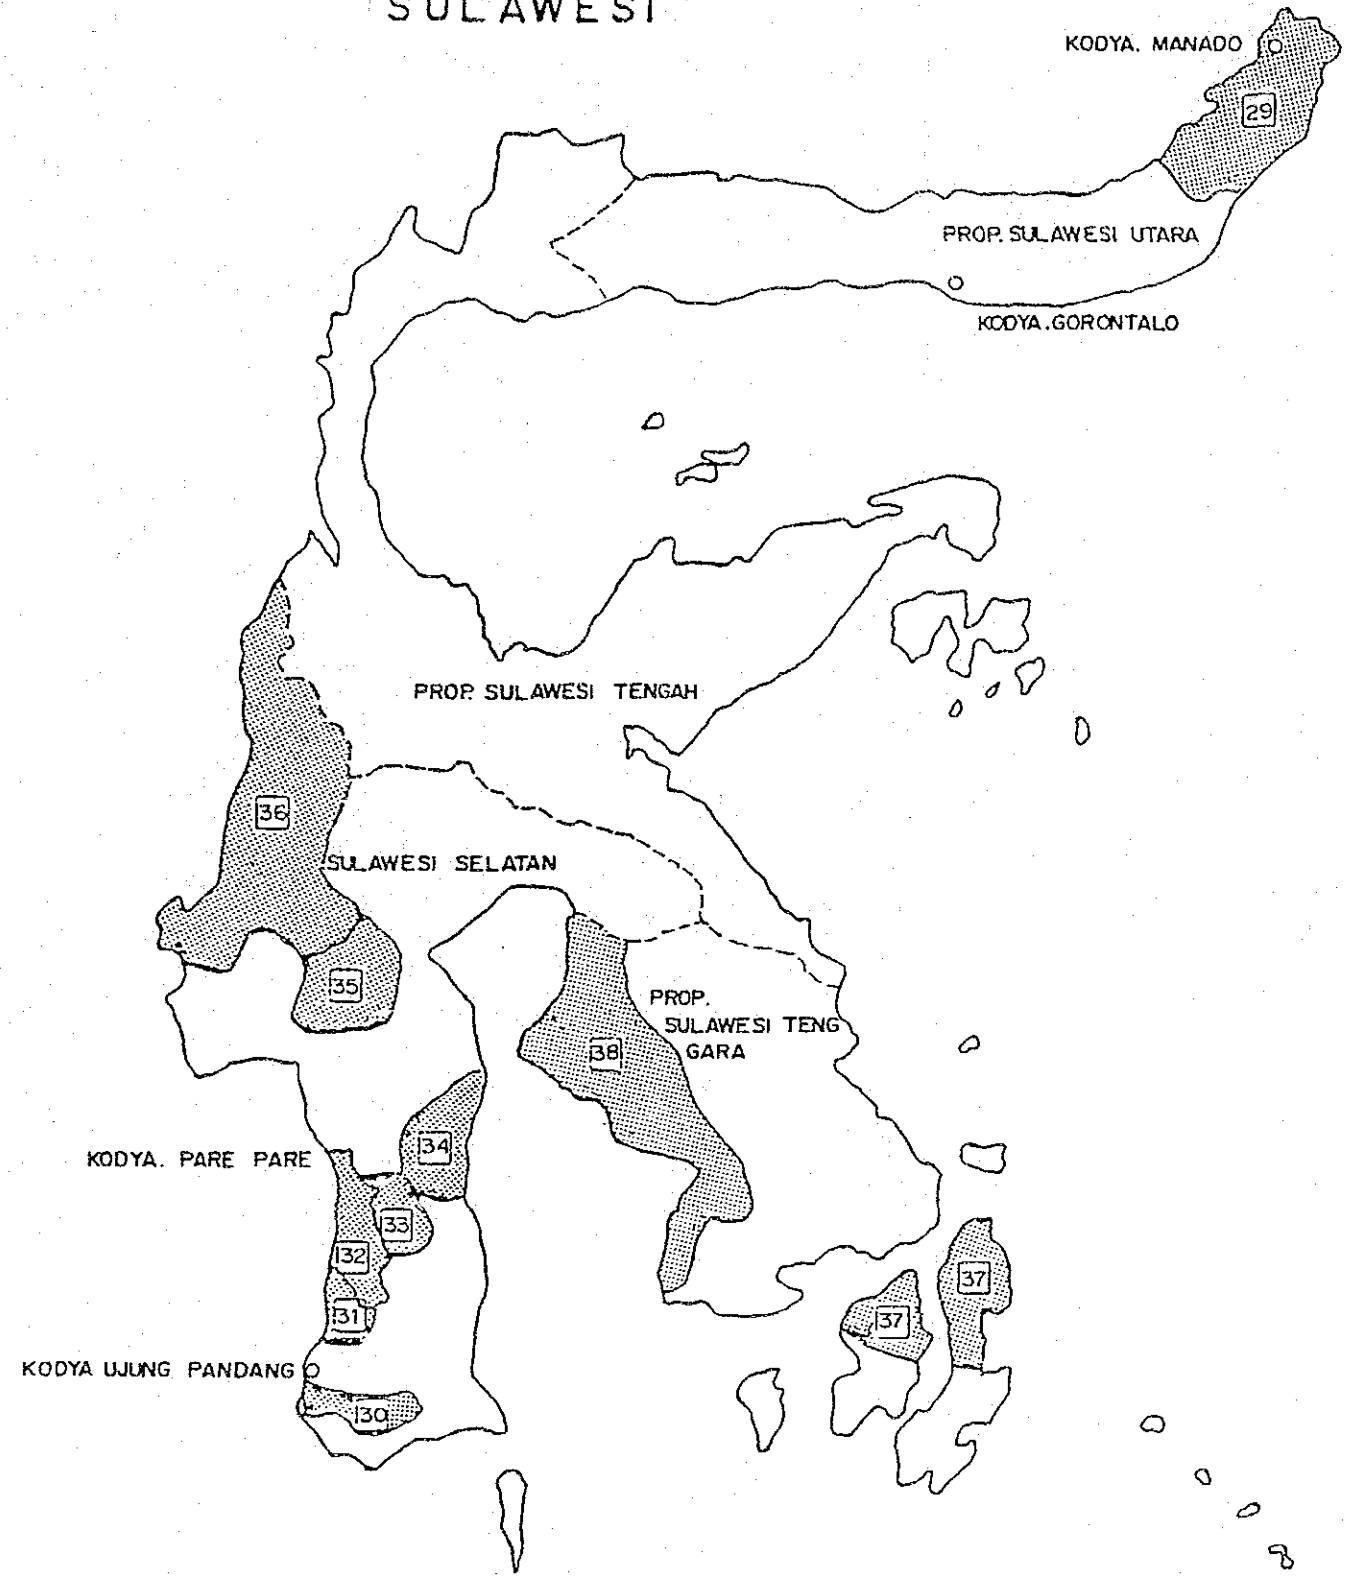 SULAWESI
KODYA. MANADO
29
PROP. SULAWESI UTARA
KODYA. GORONTALO
PROP. SULAWESI TENGAH
36
SULAWESI SELATAN
35
PROP.
SULAWESI TENG
GARA
38
34
KODYA. PARE PARE
33
32
37
31
37
KODYA UJUNG PANDANG
30